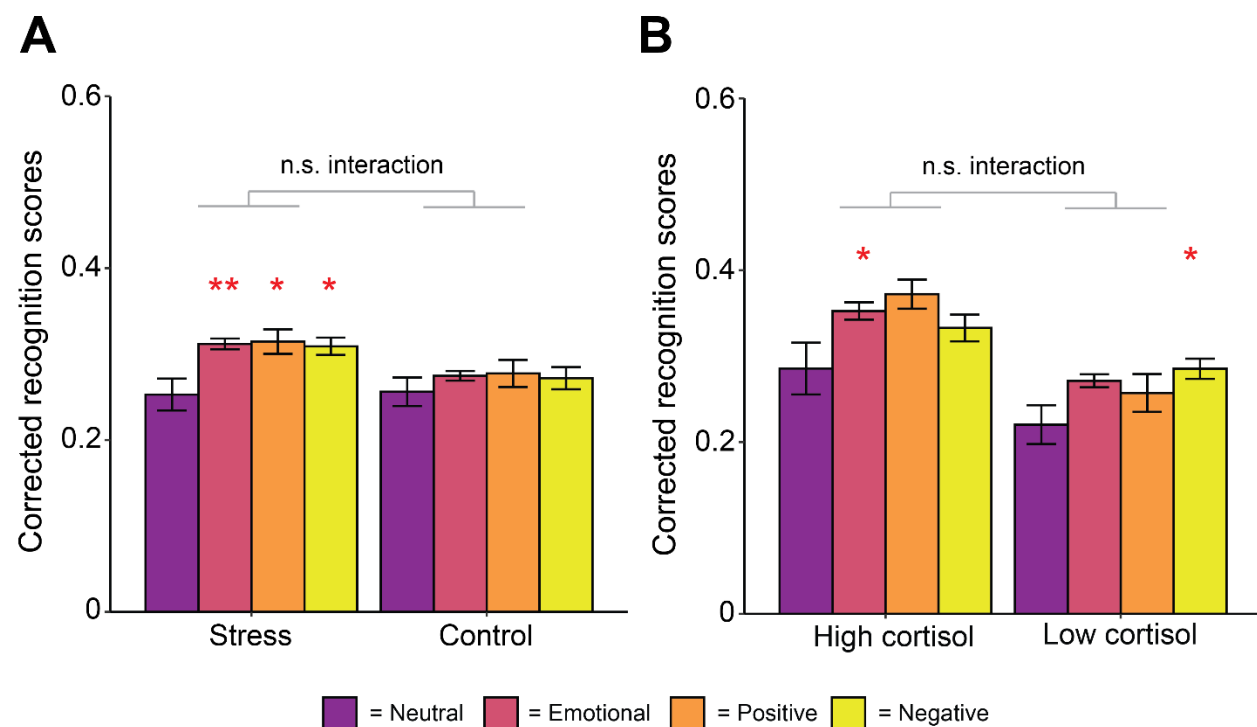 A
Corrected recognition scores
0.6
0.4
0.2
0
n.s. interaction
** * *
Stress Control
B
Corrected recognition scores
0.6
0.4
0.2
0
n.s. interaction
* *
High cortisol Low cortisol
= Neutral = Emotional = Positive = Negative